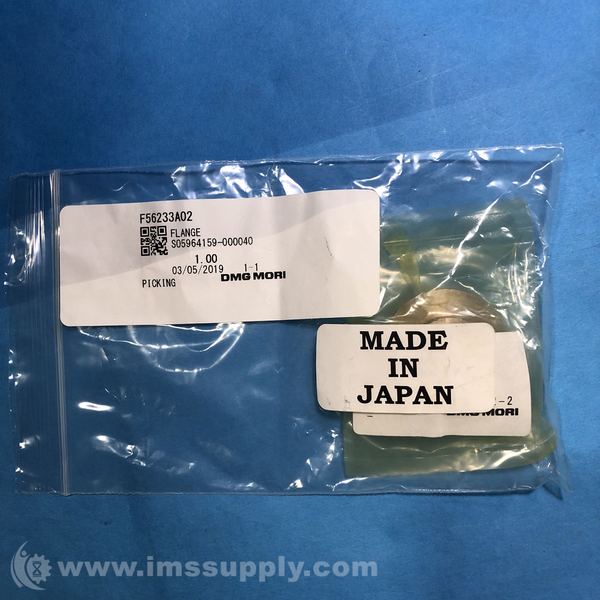 F56233A02
FLANGE
S05964159-000040
1.00
03/05/2019 1-1
PICKING DMG MORI
MADE
IN
JAPAN
-2
DMG MORI
www.imssupply.com